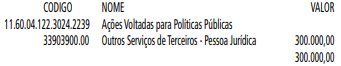 CODIGO NOME VALOR
11.60.04.122.3024.2239 Ações Voltadas para Políticas Públicas
33903900.00 Outros Serviços de Terceiros - Pessoa Jurídica 300.000,00
300.000,00